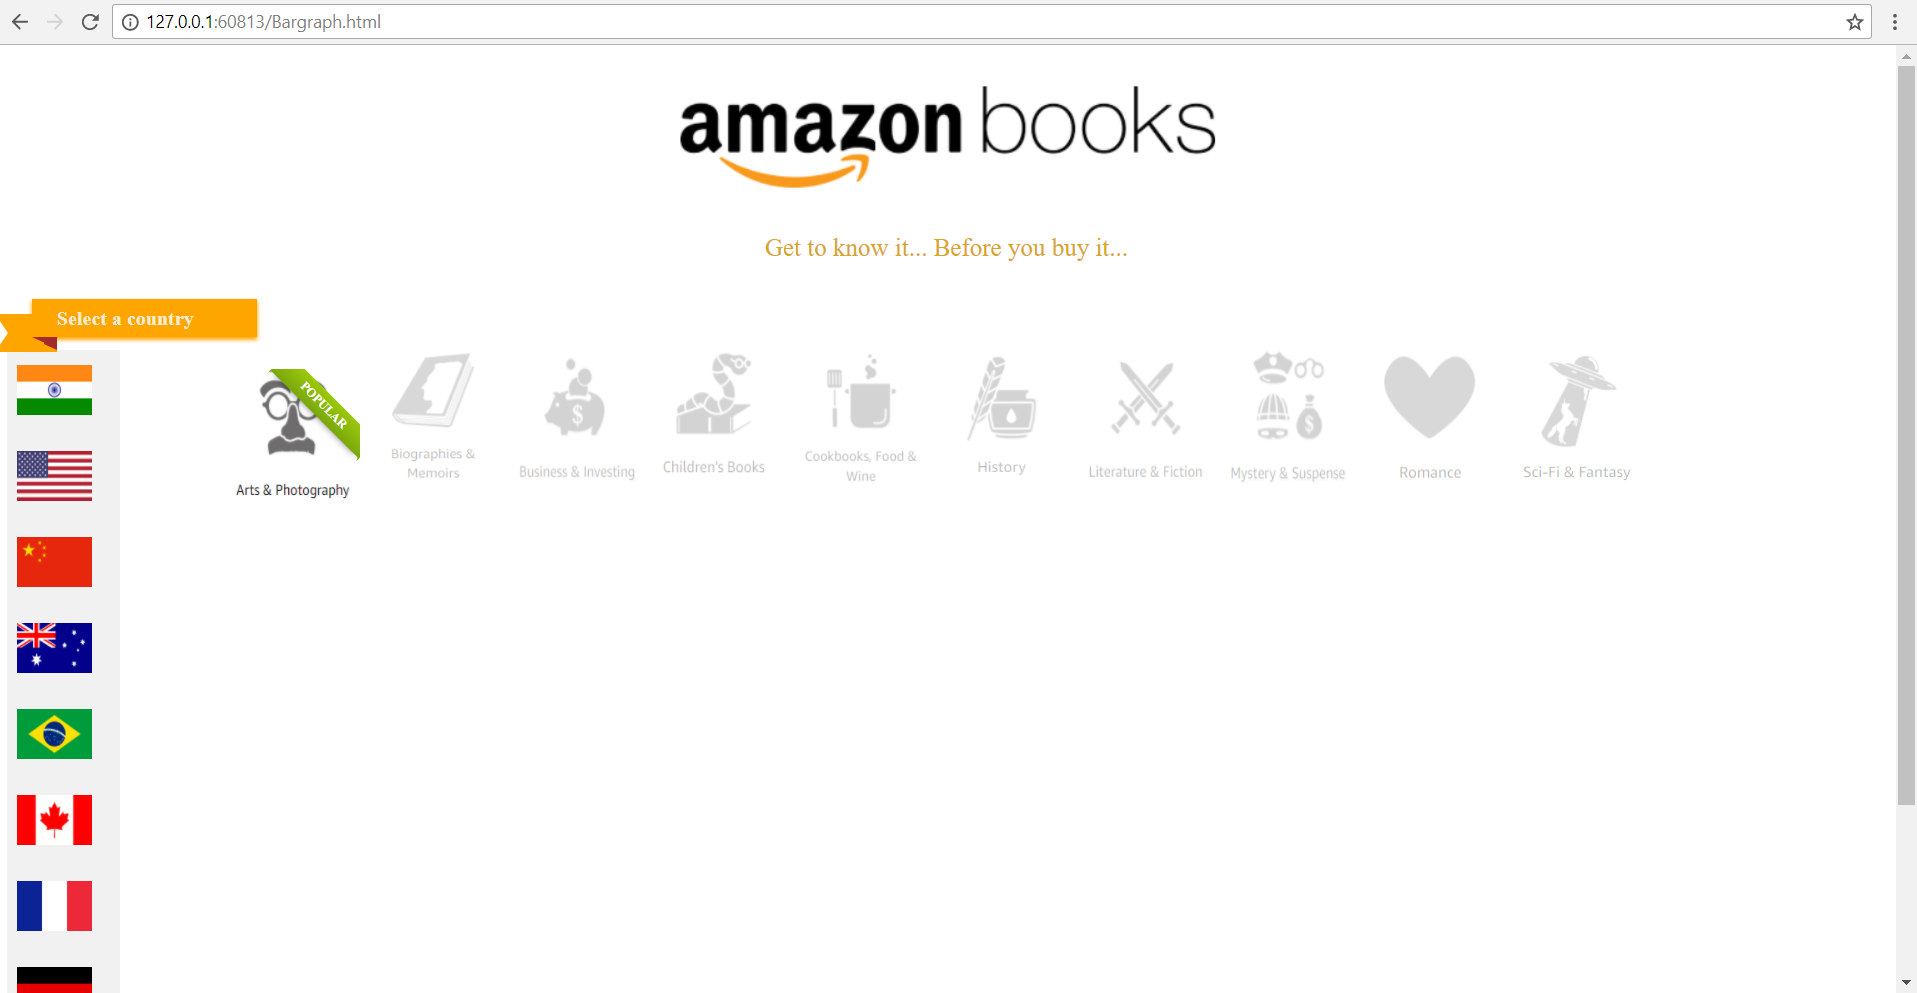 127.0.0.1:60813/Bargraph.html
amazon books
Get to know it... Before you buy it...
Select a country
POPULAR
Arts & Photography
Biographies &
Memoirs
Business & Investing
Children's Books
Cookbooks, Food &
Wine
History
Literature & Fiction
Mystery & Suspense
Romance
Sci-Fi & Fantasy